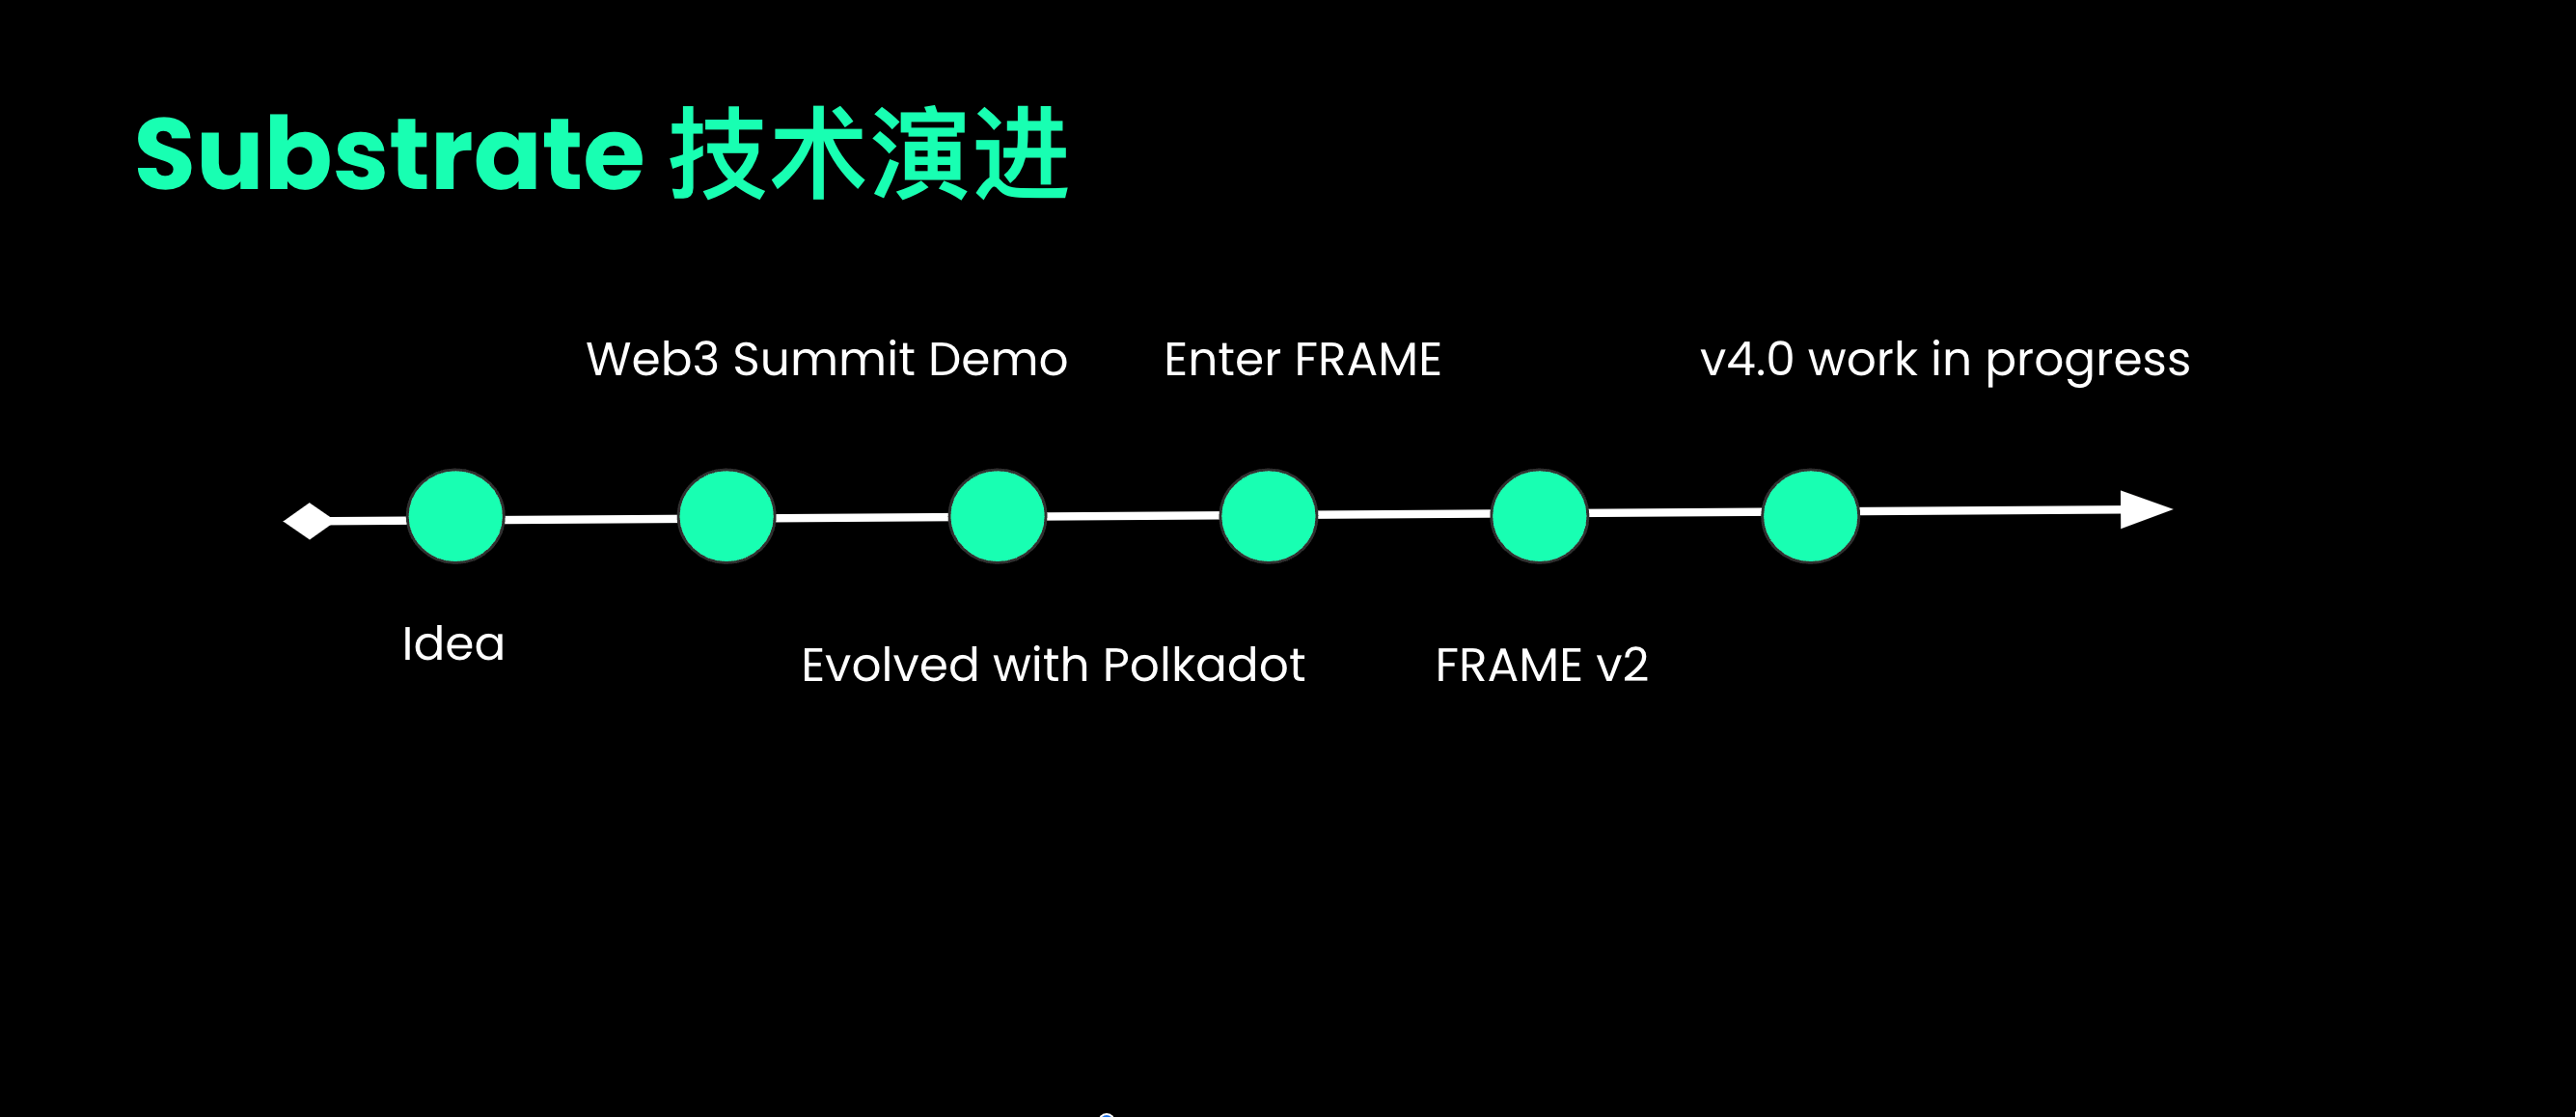 Substrate 技术演进
Web3 Summit Demo
Enter FRAME
v4.0 work in progress
Idea
Evolved with Polkadot
FRAME v2